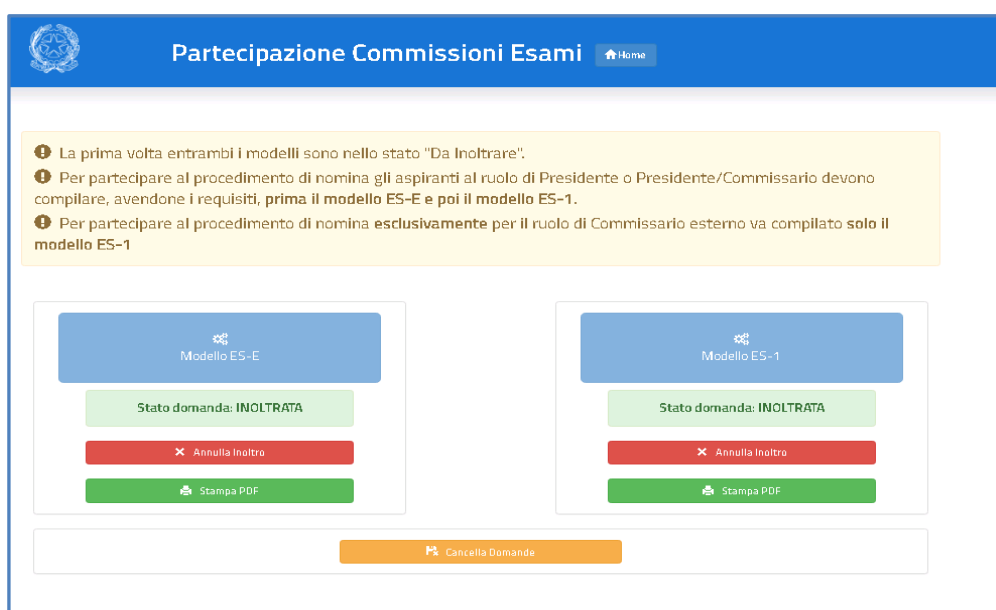 Partecipazione Commissioni Esami Home
La prima volta entrambi i modelli sono nello stato "Da Inoltrare".
Per partecipare al procedimento di nomina gli aspiranti al ruolo di Presidente o Presidente/Commissario devono
compilare, avendone i requisiti, prima il modello ES-E e poi il modello ES-1.
Per partecipare al procedimento di nomina esclusivamente per il ruolo di Commissario esterno va compilato solo il
modello ES-1
Modello ES-E
Stato domanda: INOLTRATA
Annulla Inoltro
Stampa PDF
Modello ES-1
Stato domanda: INOLTRATA
Annulla Inoltro
Stampa PDF
Cancella Domande